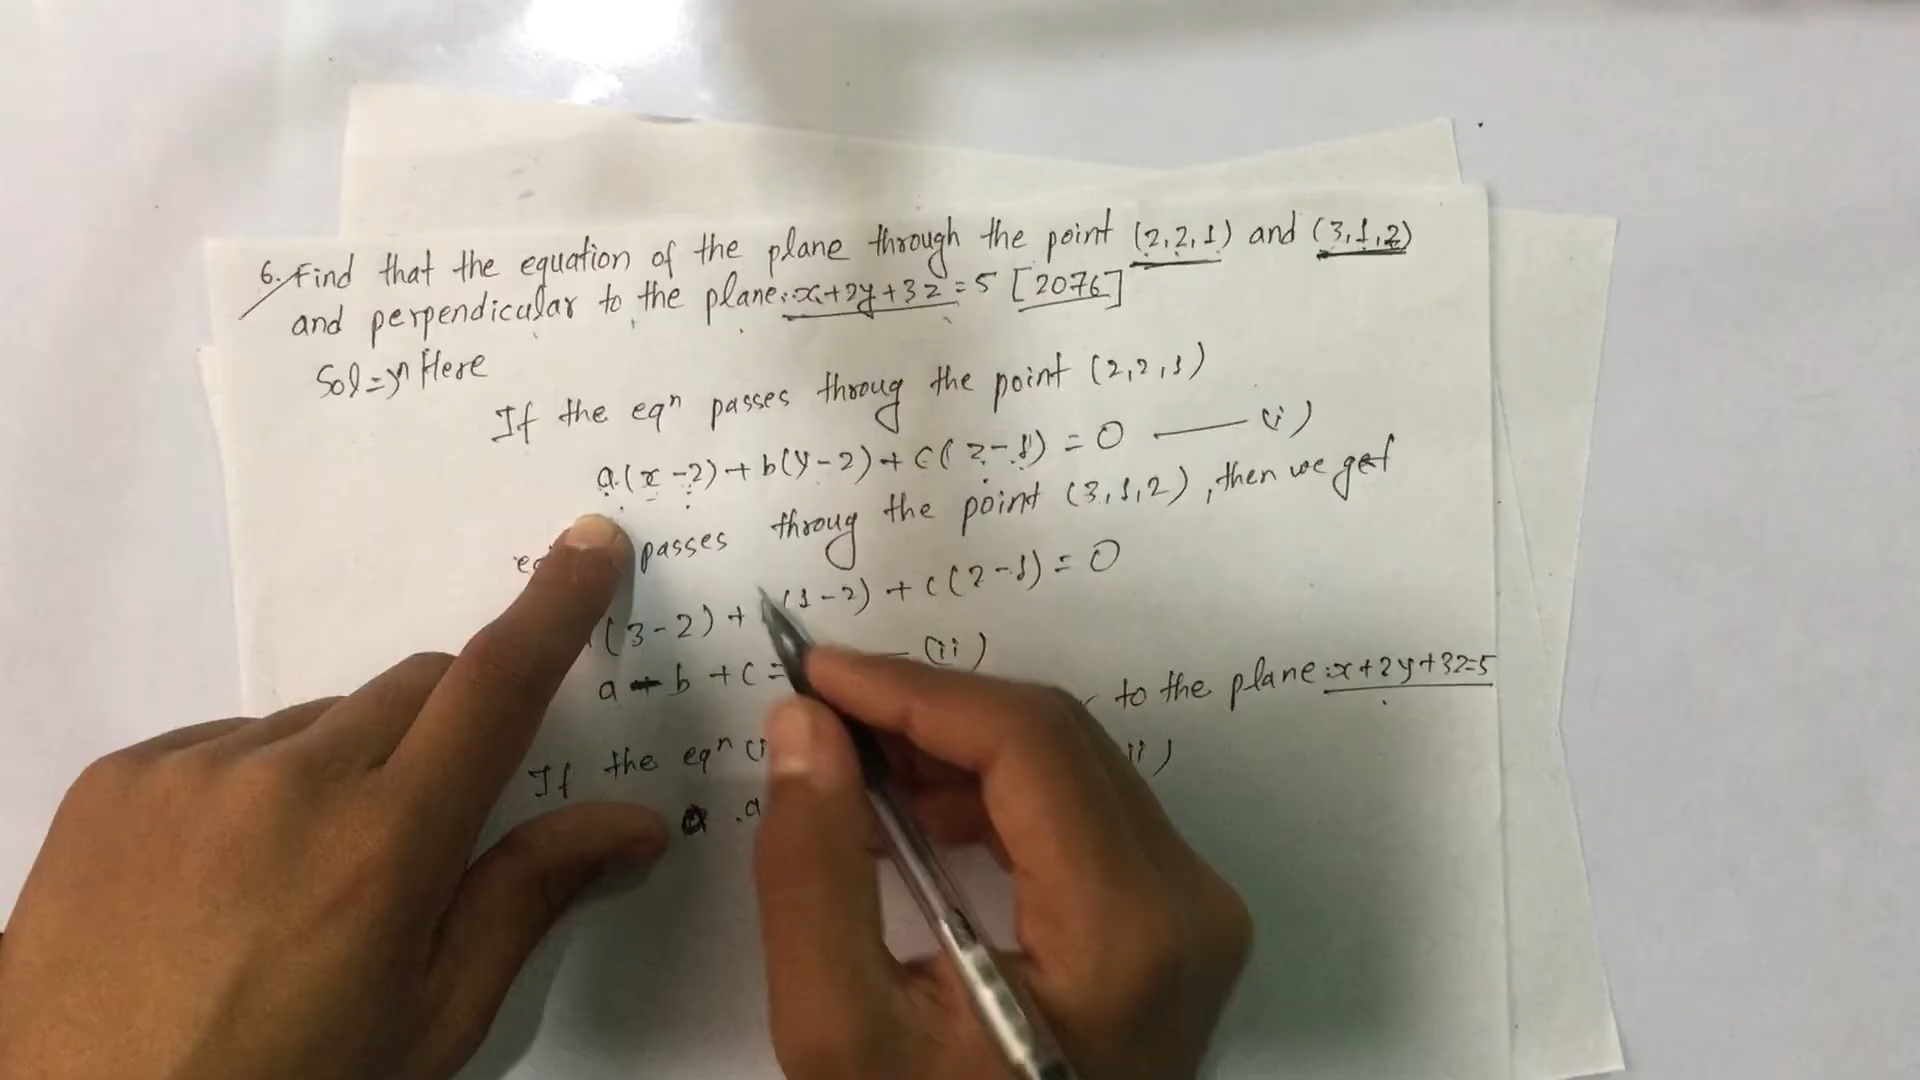 6. Find that the equation of the plane through the point (2,2,1) and (3,1,2)
and perpendicular to the plane: x+2y+3z=5 [2076]
Sol=yⁿ Here
If the eqⁿ passes throug the point (2,2,1)
a(x-2)+b(y-2)+c(z-1)=0 —— (i)
passes throug the point (3,1,2), then we get
(3-2)+ (1-2)+c(2-1)=0
a-b+c= — (ii)
to the plane: x+2y+3z=5
If the eqⁿ (i
a